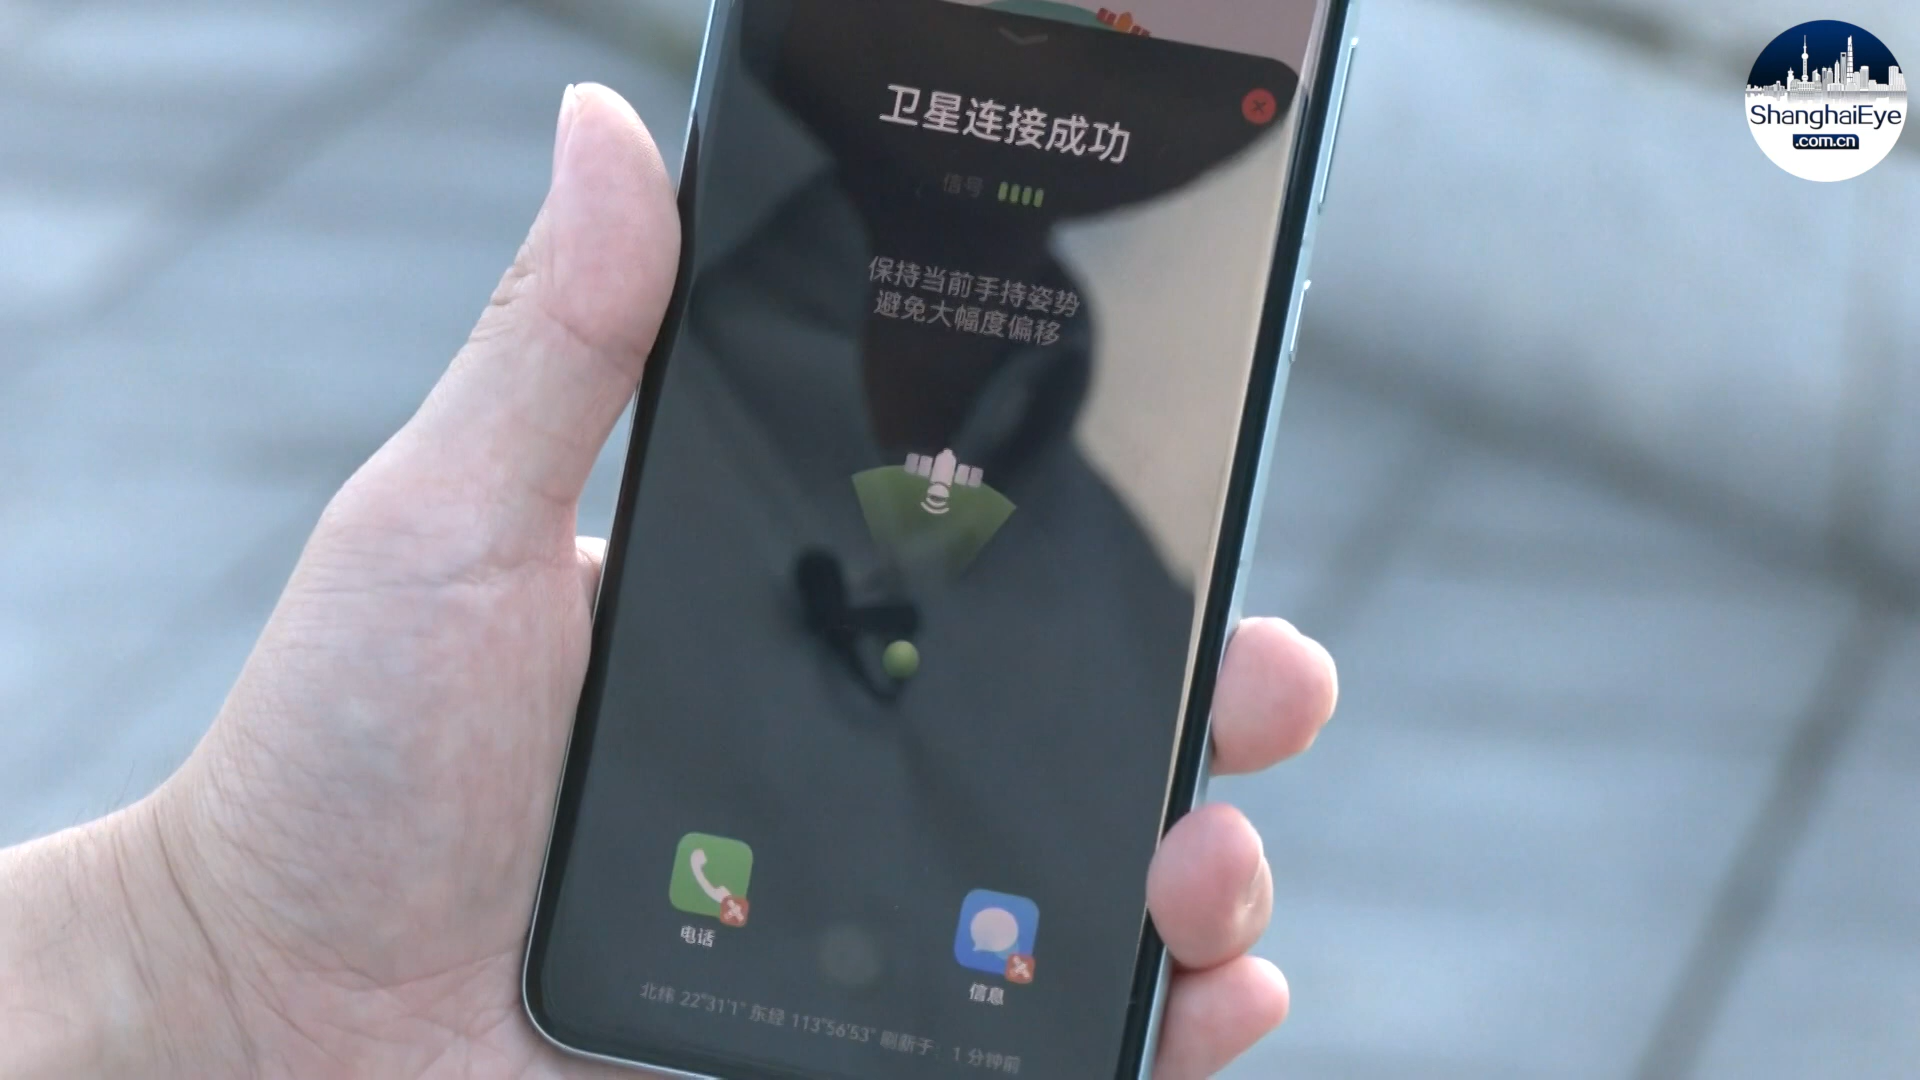 ShanghaiEye
.com.cn
卫星连接成功
信号
保持当前手持姿势
避免大幅度偏移
电话
信息
北纬 22°31'1" 东经 113°56'53" 刷新于：1 分钟前